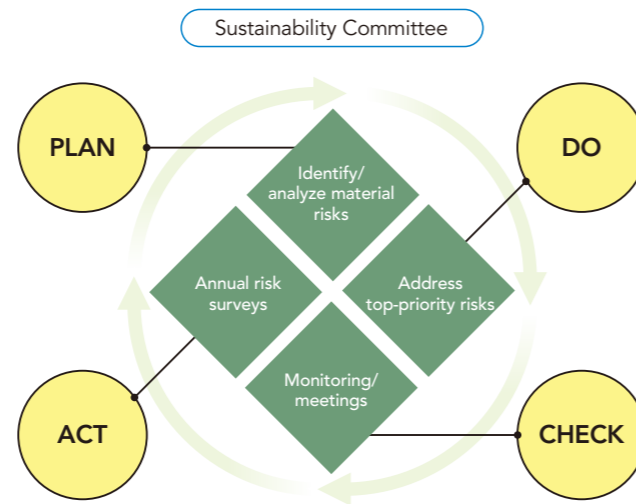 Sustainability Committee
PLAN
DO
Identify/
analyze material
risks
Annual risk
surveys
Address
top-priority risks
Monitoring/
meetings
ACT
CHECK